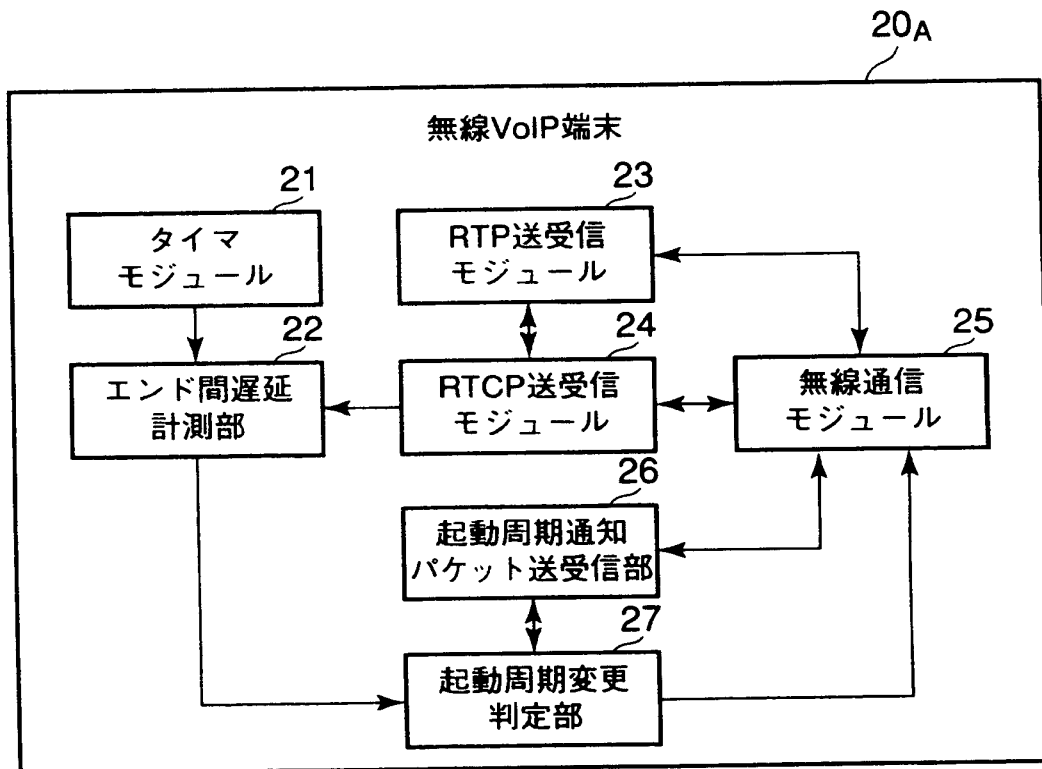 20A
無線VoIP端末
21
タイマ
モジュール
23
RTP送受信
モジュール
22
エンド間遅延
計測部
24
RTCP送受信
モジュール
25
無線通信
モジュール
26
起動周期通知
パケット送受信部
27
起動周期変更
判定部